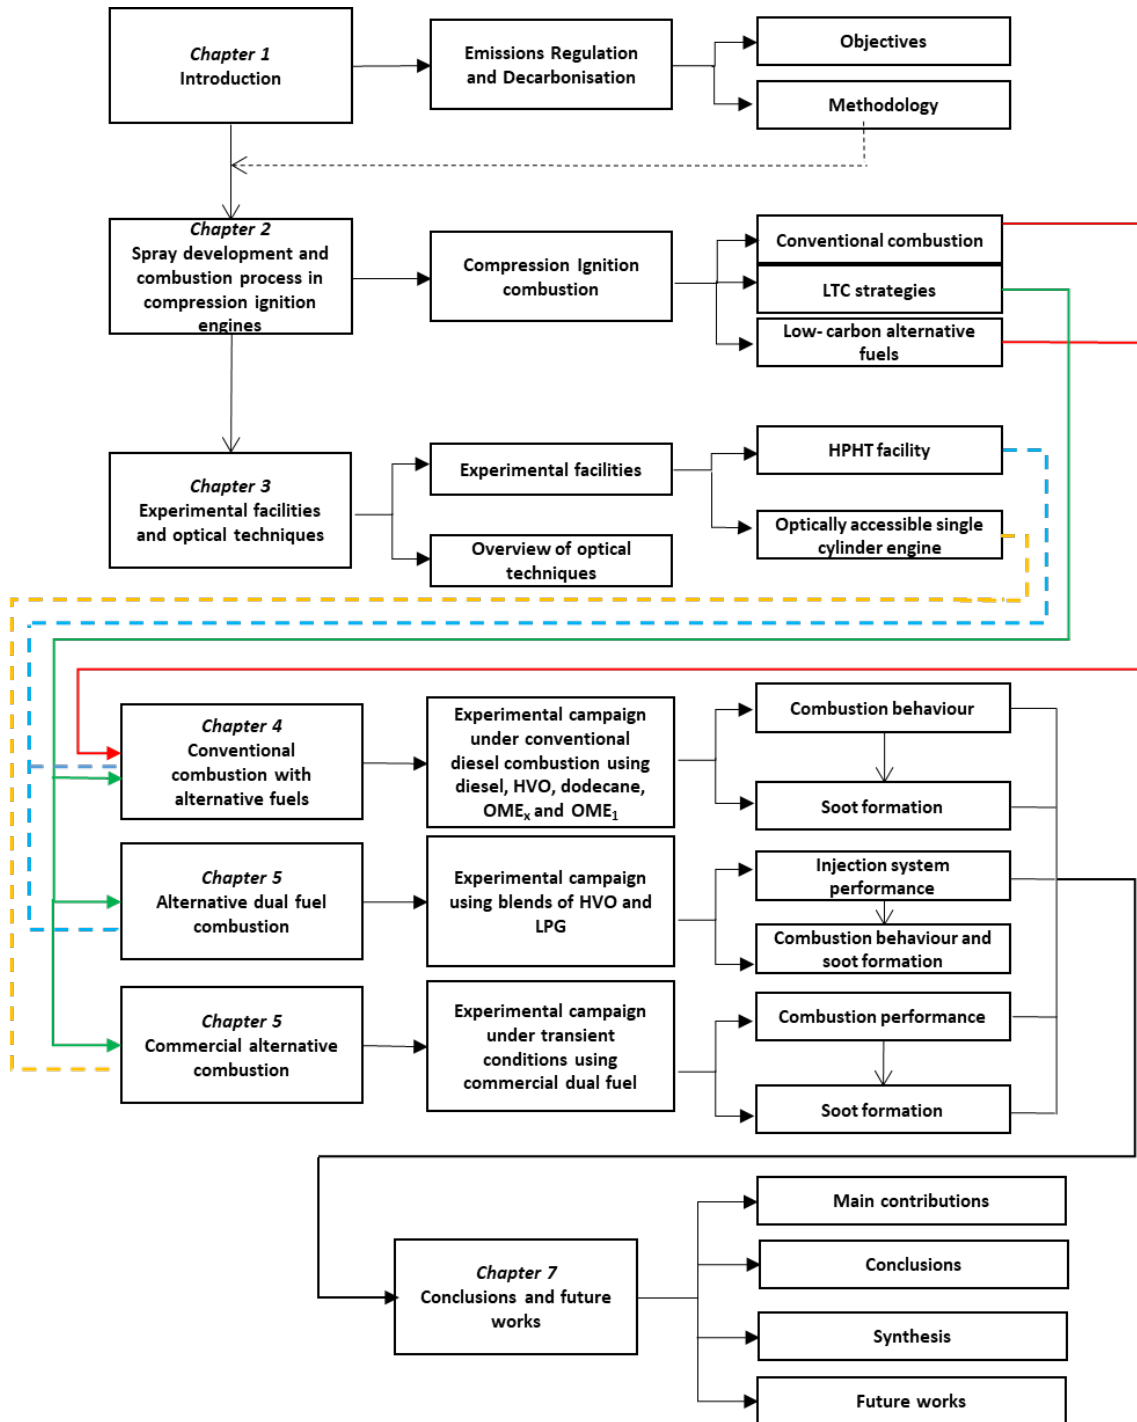 Chapter 1
Introduction
Emissions Regulation
and Decarbonisation
Objectives
Methodology
Chapter 2
Spray development and
combustion process in
compression ignition
engines
Compression Ignition
combustion
Conventional combustion
LTC strategies
Low- carbon alternative
fuels
Chapter 3
Experimental facilities
and optical techniques
Experimental facilities
Overview of optical
techniques
HPHT facility
Optically accessible single
cylinder engine
Chapter 4
Conventional
combustion with
alternative fuels
Experimental campaign
under conventional
diesel combustion using
diesel, HVO, dodecane,
OMEx and OME1
Combustion behaviour
Soot formation
Chapter 5
Alternative dual fuel
combustion
Experimental campaign
using blends of HVO and
LPG
Injection system
performance
Combustion behaviour and
soot formation
Chapter 5
Commercial alternative
combustion
Experimental campaign
under transient
conditions using
commercial dual fuel
Combustion performance
Soot formation
Chapter 7
Conclusions and future
works
Main contributions
Conclusions
Synthesis
Future works